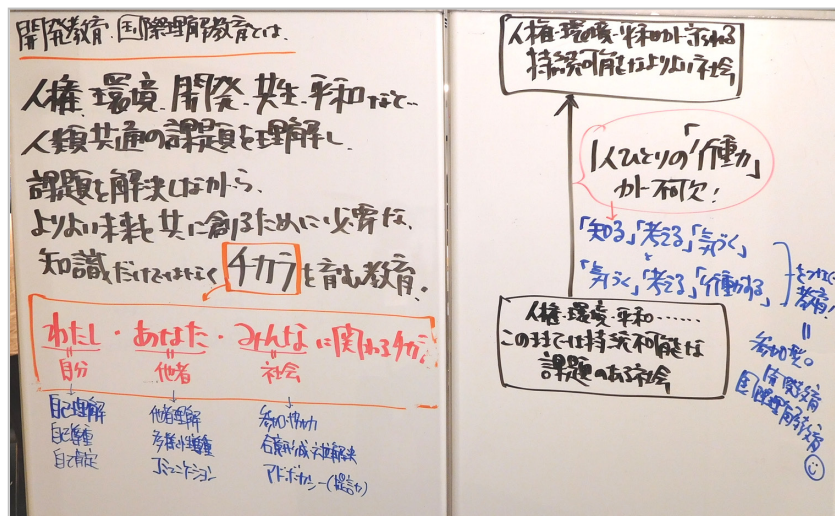 開発教育・国際理解教育とは、
人権、環境、開発、共生、平和など…
人類共通の課題を理解し、
課題を解決しながら、
よりよい未来を共に創るために必要な、
知識だけではなく チカラ を育む教育!
わたし・あなた・みんなに関わるチカラ。
自分 他者 社会
自己理解 他者理解 参加・協力
自己尊重 多様性尊重 合意形成・対立解決
自己肯定 コミュニケーション アドボカシー(提言力)
人権・環境・平和が守られる
持続可能なよりよい社会
1人ひとりの「行動」
が不可欠!
「知る」「考える」「気づく」
と
「気づく」「考える」「行動する」
をつなぐ
教育!
人権・環境・平和……
このままでは持続不可能な
課題のある社会
参加型。
開発教育
国際理解教育